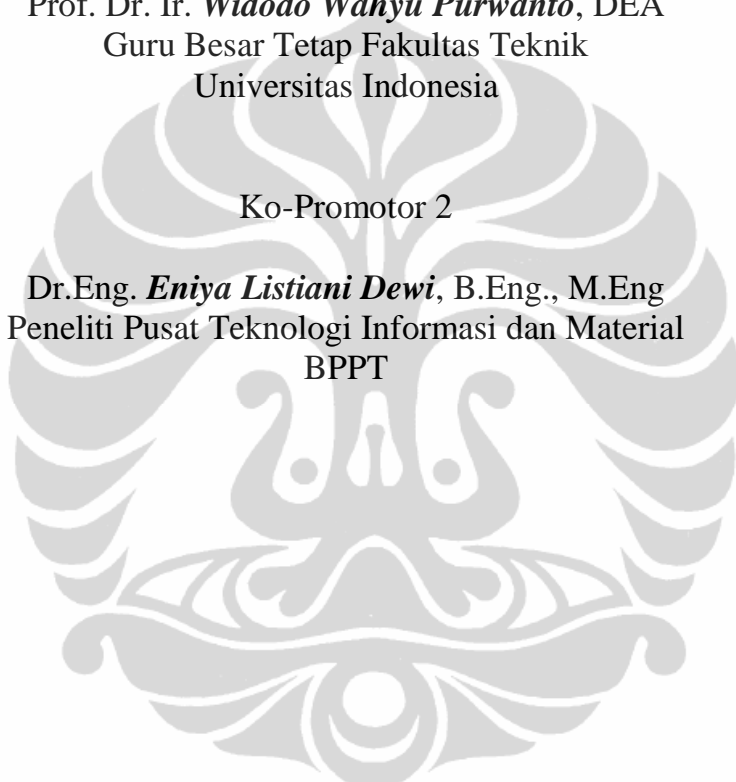 Prof. Dr. Ir. Widodo Wahyu Purwanto, DEA
Guru Besar Tetap Fakultas Teknik
Universitas Indonesia
Ko-Promotor 2
Dr.Eng. Eniya Listiani Dewi, B.Eng., M.Eng
Peneliti Pusat Teknologi Informasi dan Material
BPPT